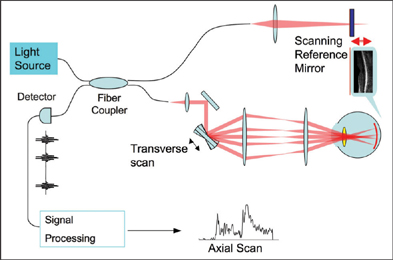 Light
Source
Scanning
Reference
Mirror
Detector
Fiber
Coupler
Transverse
scan
Signal
Processing
Axial Scan